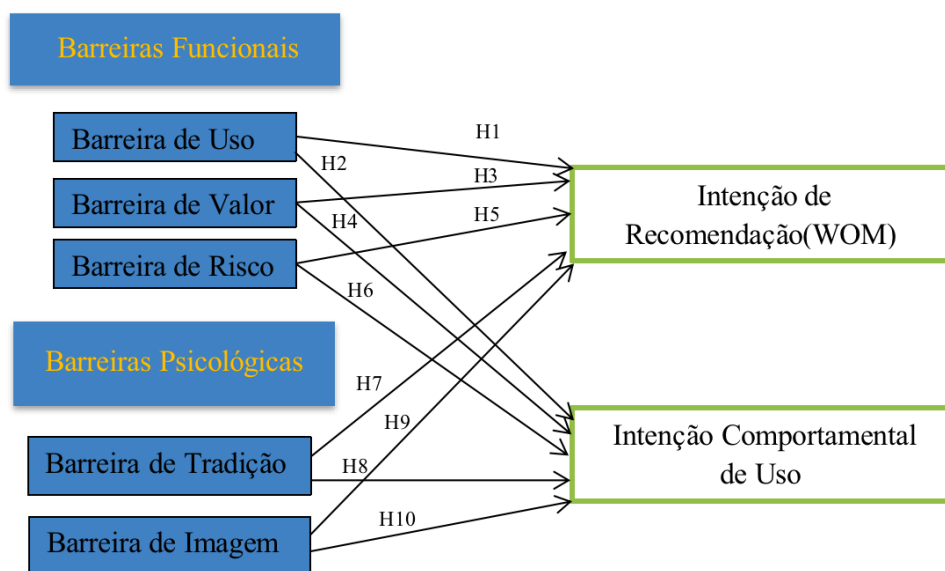 Barreiras Funcionais
Barreira de Uso
Barreira de Valor
Barreira de Risco
Barreiras Psicológicas
Barreira de Tradição
Barreira de Imagem
H1
H2
H3
H4
H5
H6
H7
H9
H8
H10
Intenção de
Recomendação(WOM)
Intenção Comportamental
de Uso